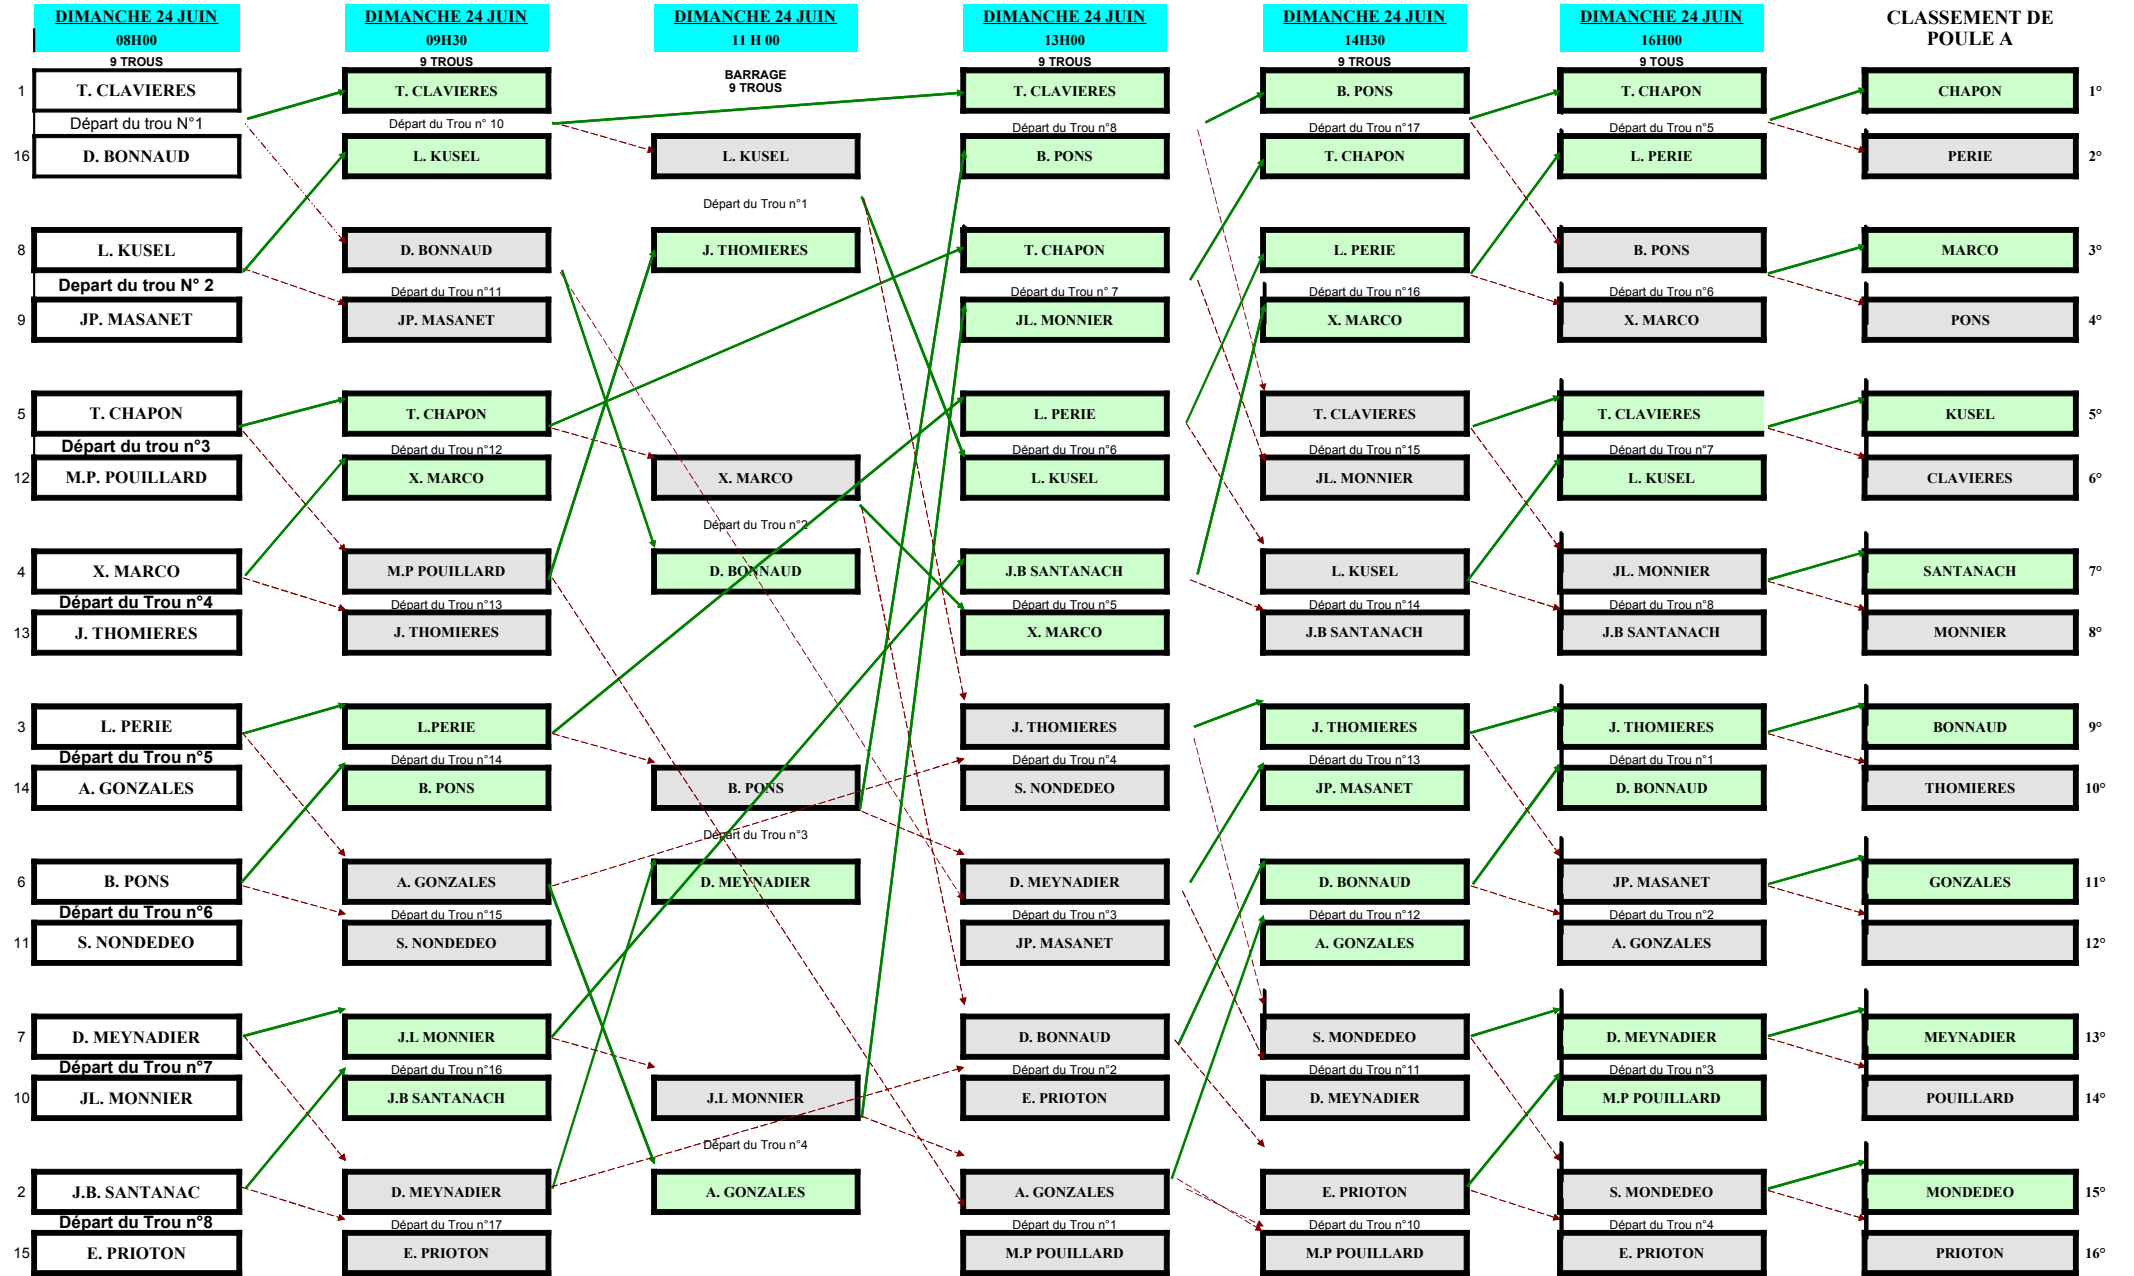 DIMANCHE 24 JUIN
08H00
9 TROUS
1
T. CLAVIERES
Départ du trou N°1
16
D. BONNAUD
8
L. KUSEL
Depart du trou N° 2
9
JP. MASANET
5
T. CHAPON
Départ du trou n°3
12
M.P. POUILLARD
4
X. MARCO
Départ du Trou n°4
13
J. THOMIERES
3
L. PERIE
Départ du Trou n°5
14
A. GONZALES
6
B. PONS
Départ du Trou n°6
11
S. NONDEDEO
7
D. MEYNADIER
Départ du Trou n°7
10
JL. MONNIER
2
J.B. SANTANAC
Départ du Trou n°8
15
E. PRIOTON
DIMANCHE 24 JUIN
09H30
9 TROUS
T. CLAVIERES
Départ du Trou n° 10
L. KUSEL
D. BONNAUD
Départ du Trou n°11
JP. MASANET
T. CHAPON
Départ du Trou n°12
X. MARCO
M.P POUILLARD
Départ du Trou n°13
J. THOMIERES
L.PERIE
Départ du Trou n°14
B. PONS
A. GONZALES
Départ du Trou n°15
S. NONDEDEO
J.L MONNIER
Départ du Trou n°16
J.B SANTANACH
D. MEYNADIER
Départ du Trou n°17
E. PRIOTON
DIMANCHE 24 JUIN
11 H 00
BARRAGE
9 TROUS
L. KUSEL
Départ du Trou n°1
J. THOMIERES
X. MARCO
Départ du Trou n°2
D. BONNAUD
B. PONS
Départ du Trou n°3
D. MEYNADIER
J.L MONNIER
Départ du Trou n°4
A. GONZALES
DIMANCHE 24 JUIN
13H00
9 TROUS
T. CLAVIERES
Départ du Trou n°8
B. PONS
T. CHAPON
Départ du Trou n° 7
JL. MONNIER
L. PERIE
Départ du Trou n°6
L. KUSEL
J.B SANTANACH
Départ du Trou n°5
X. MARCO
J. THOMIERES
Départ du Trou n°4
S. NONDEDEO
D. MEYNADIER
Départ du Trou n°3
JP. MASANET
D. BONNAUD
Départ du Trou n°2
E. PRIOTON
A. GONZALES
Départ du Trou n°1
M.P POUILLARD
DIMANCHE 24 JUIN
14H30
9 TROUS
B. PONS
Départ du Trou n°17
T. CHAPON
L. PERIE
Départ du Trou n°16
X. MARCO
T. CLAVIERES
Départ du Trou n°15
JL. MONNIER
L. KUSEL
Départ du Trou n°14
J.B SANTANACH
J. THOMIERES
Départ du Trou n°13
JP. MASANET
D. BONNAUD
Départ du Trou n°12
A. GONZALES
S. MONDEDEO
Départ du Trou n°11
D. MEYNADIER
E. PRIOTON
Départ du Trou n°10
M.P POUILLARD
DIMANCHE 24 JUIN
16H00
9 TOUS
T. CHAPON
Départ du Trou n°5
L. PERIE
B. PONS
Départ du Trou n°6
X. MARCO
T. CLAVIERES
Départ du Trou n°7
L. KUSEL
JL. MONNIER
Départ du Trou n°8
J.B SANTANACH
J. THOMIERES
Départ du Trou n°1
D. BONNAUD
JP. MASANET
Départ du Trou n°2
A. GONZALES
D. MEYNADIER
Départ du Trou n°3
M.P POUILLARD
S. MONDEDEO
Départ du Trou n°4
E. PRIOTON
CLASSEMENT DE
POULE A
CHAPON 1°
PERIE 2°
MARCO 3°
PONS 4°
KUSEL 5°
CLAVIERES 6°
SANTANACH 7°
MONNIER 8°
BONNAUD 9°
THOMIERES 10°
GONZALES 11°
12°
MEYNADIER 13°
POUILLARD 14°
MONDEDEO 15°
PRIOTON 16°